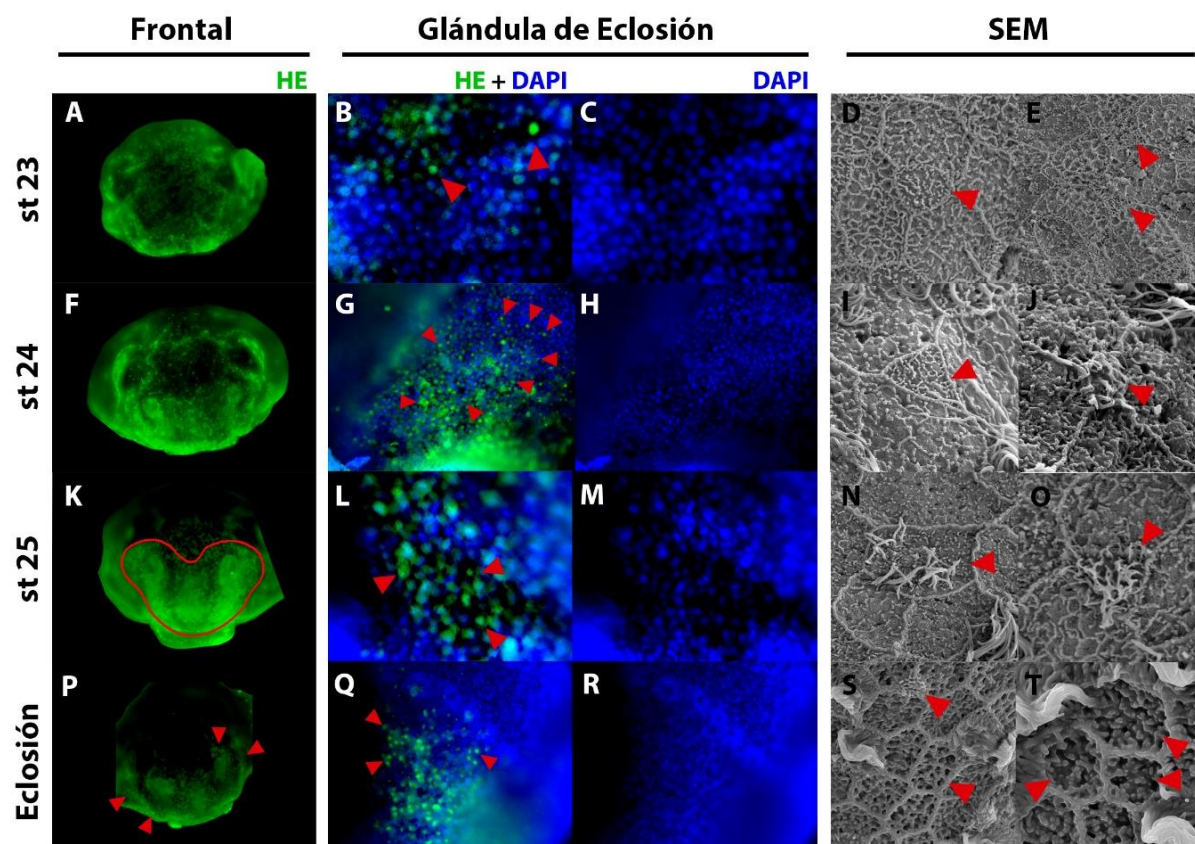 Frontal
Glándula de Eclosión
SEM
HE
HE + DAPI
DAPI
st 23
A
B
C
D
E
st 24
F
G
H
I
J
st 25
K
L
M
N
O
Eclosión
P
Q
R
S
T